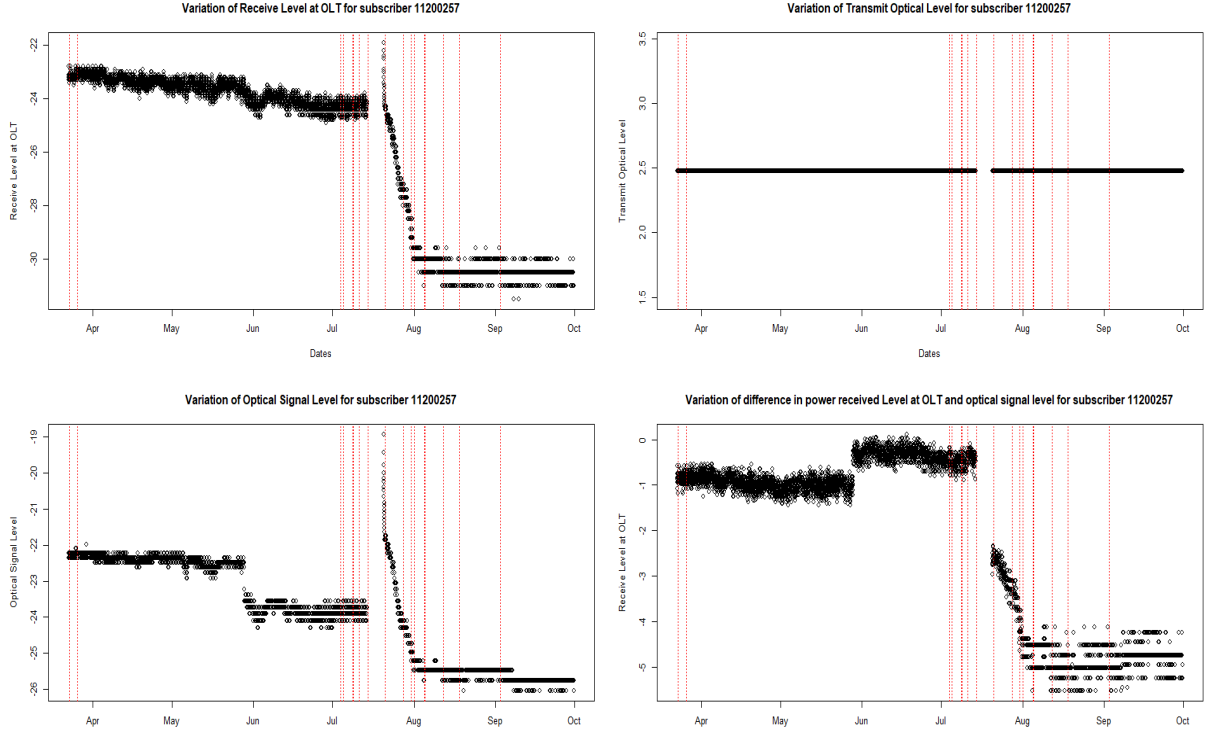 Variation of Receive Level at OLT for subscriber 11200257
Receive Level at OLT
-22
-24
-26
-28
-30
Apr
May
Jun
Jul
Aug
Sep
Oct
Dates
Variation of Transmit Optical Level for subscriber 11200257
Transmit Optical Level
3.5
3.0
2.5
2.0
1.5
Apr
May
Jun
Jul
Aug
Sep
Oct
Dates
Variation of Optical Signal Level for subscriber 11200257
Optical Signal Level
-19
-20
-21
-22
-23
-24
-25
-26
Apr
May
Jun
Jul
Aug
Sep
Oct
Variation of difference in power received Level at OLT and optical signal level for subscriber 11200257
Receive Level at OLT
0
-1
-2
-3
-4
-5
Apr
May
Jun
Jul
Aug
Sep
Oct